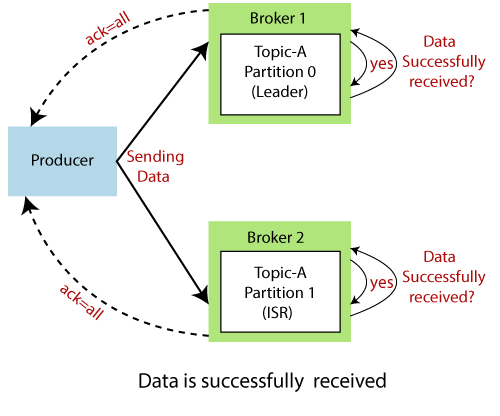 ack=all
Broker 1
Topic-A
Partition 0
(Leader)
yes
Data
Successfully
received?
Producer
Sending
Data
ack=all
Broker 2
Topic-A
Partition 1
(ISR)
yes
Data
Successfully
received?
Data is successfully received